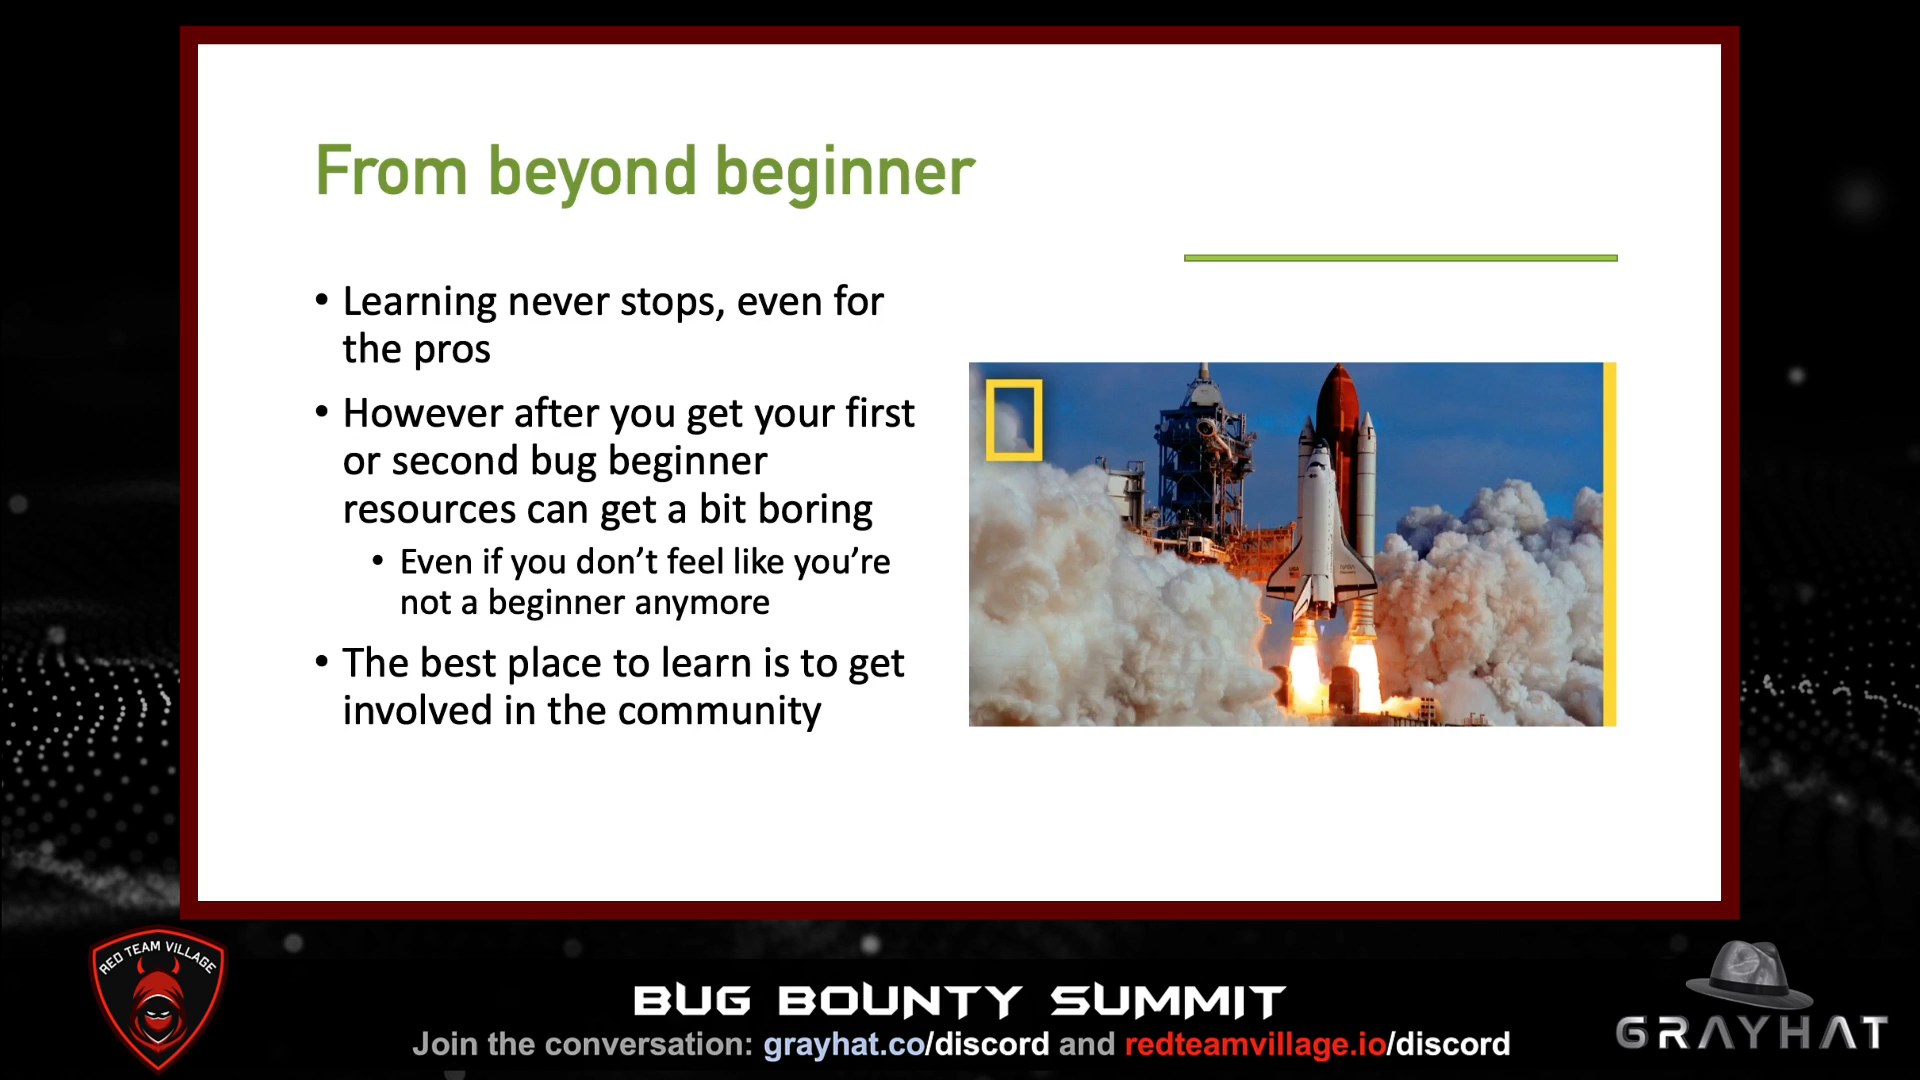 From beyond beginner
• Learning never stops, even for
the pros
• However after you get your first
or second bug beginner
resources can get a bit boring
• Even if you don’t feel like you’re
not a beginner anymore
• The best place to learn is to get
involved in the community
RED TEAM VILLAGE
BUG BOUNTY SUMMIT
Join the conversation: grayhat.co/discord and redteamvillage.io/discord
GRAYHAT